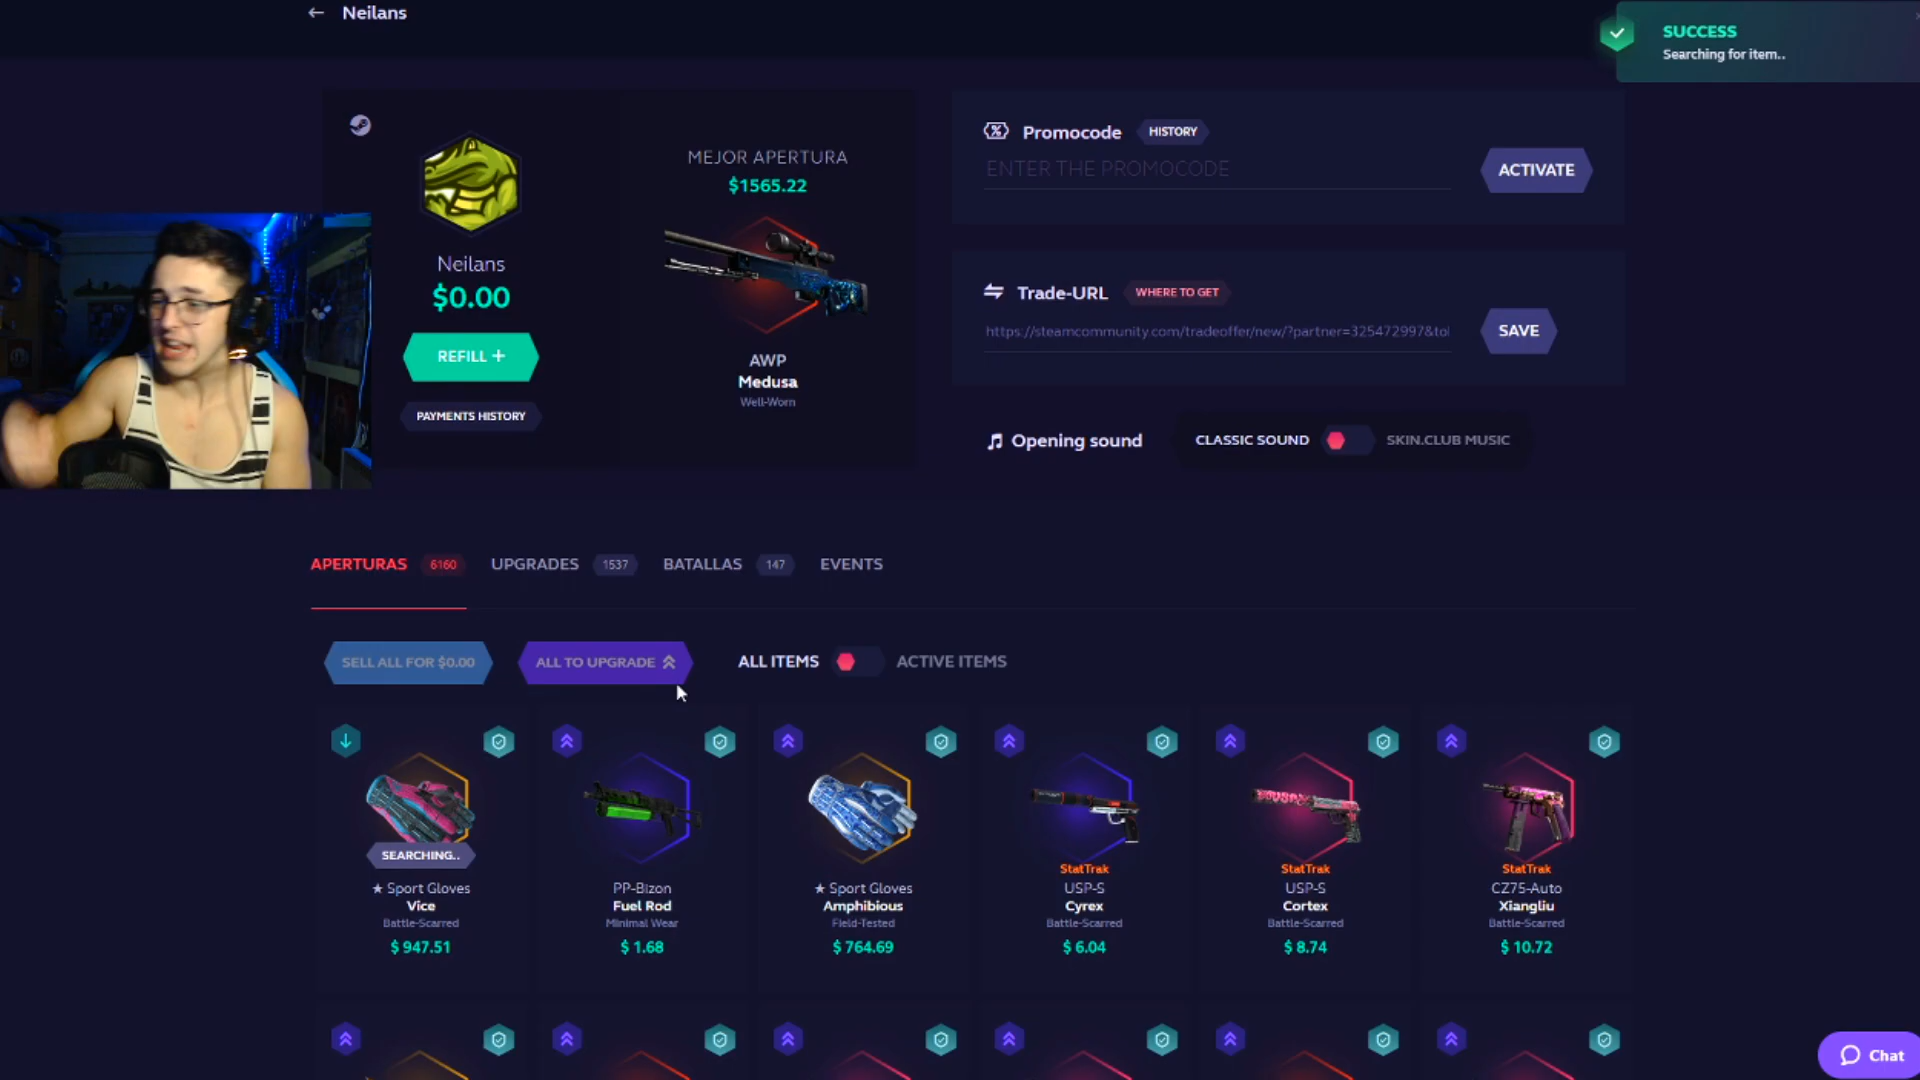 Neilans
SUCCESS
Searching for item..
MEJOR APERTURA
$1565.22
AWP
Medusa
Well-Worn
Neilans
$0.00
REFILL +
PAYMENTS HISTORY
Promocode
HISTORY
ENTER THE PROMOCODE
ACTIVATE
Trade-URL
WHERE TO GET
https://steamcommunity.com/tradeoffer/new/?partner=325472997&tol
SAVE
Opening sound
CLASSIC SOUND
SKIN.CLUB MUSIC
APERTURAS 6160 UPGRADES 1537 BATALLAS 147 EVENTS
SELL ALL FOR $0.00
ALL TO UPGRADE
ALL ITEMS
ACTIVE ITEMS
SEARCHING..
★ Sport Gloves
Vice
Battle-Scarred
$ 947.51
PP-Bizon
Fuel Rod
Minimal Wear
$ 1.68
★ Sport Gloves
Amphibious
Field-Tested
$ 764.69
StatTrak
USP-S
Cyrex
Battle-Scarred
$ 6.04
StatTrak
USP-S
Cortex
Battle-Scarred
$ 8.74
StatTrak
CZ75-Auto
Xiangliu
Battle-Scarred
$ 10.72
Chat